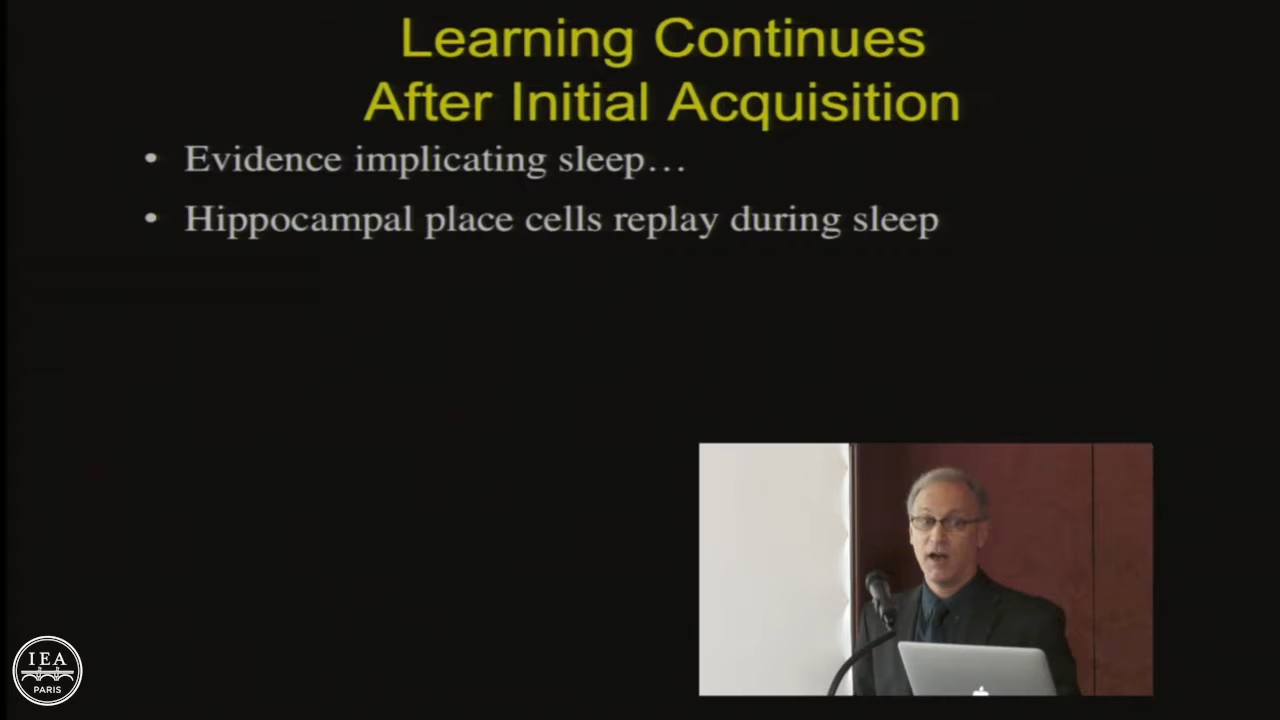 Learning Continues
After Initial Acquisition
• Evidence implicating sleep…
• Hippocampal place cells replay during sleep
IEA
PARIS